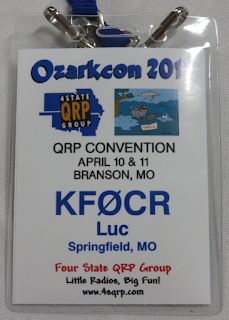 Ozarkcon 201
4 STATE
QRP
GROUP
QRP CONVENTION
APRIL 10 & 11
BRANSON, MO
KFØCR
Luc
Springfield, MO
Four State QRP Group
Little Radios, Big Fun!
www.4sqrp.com